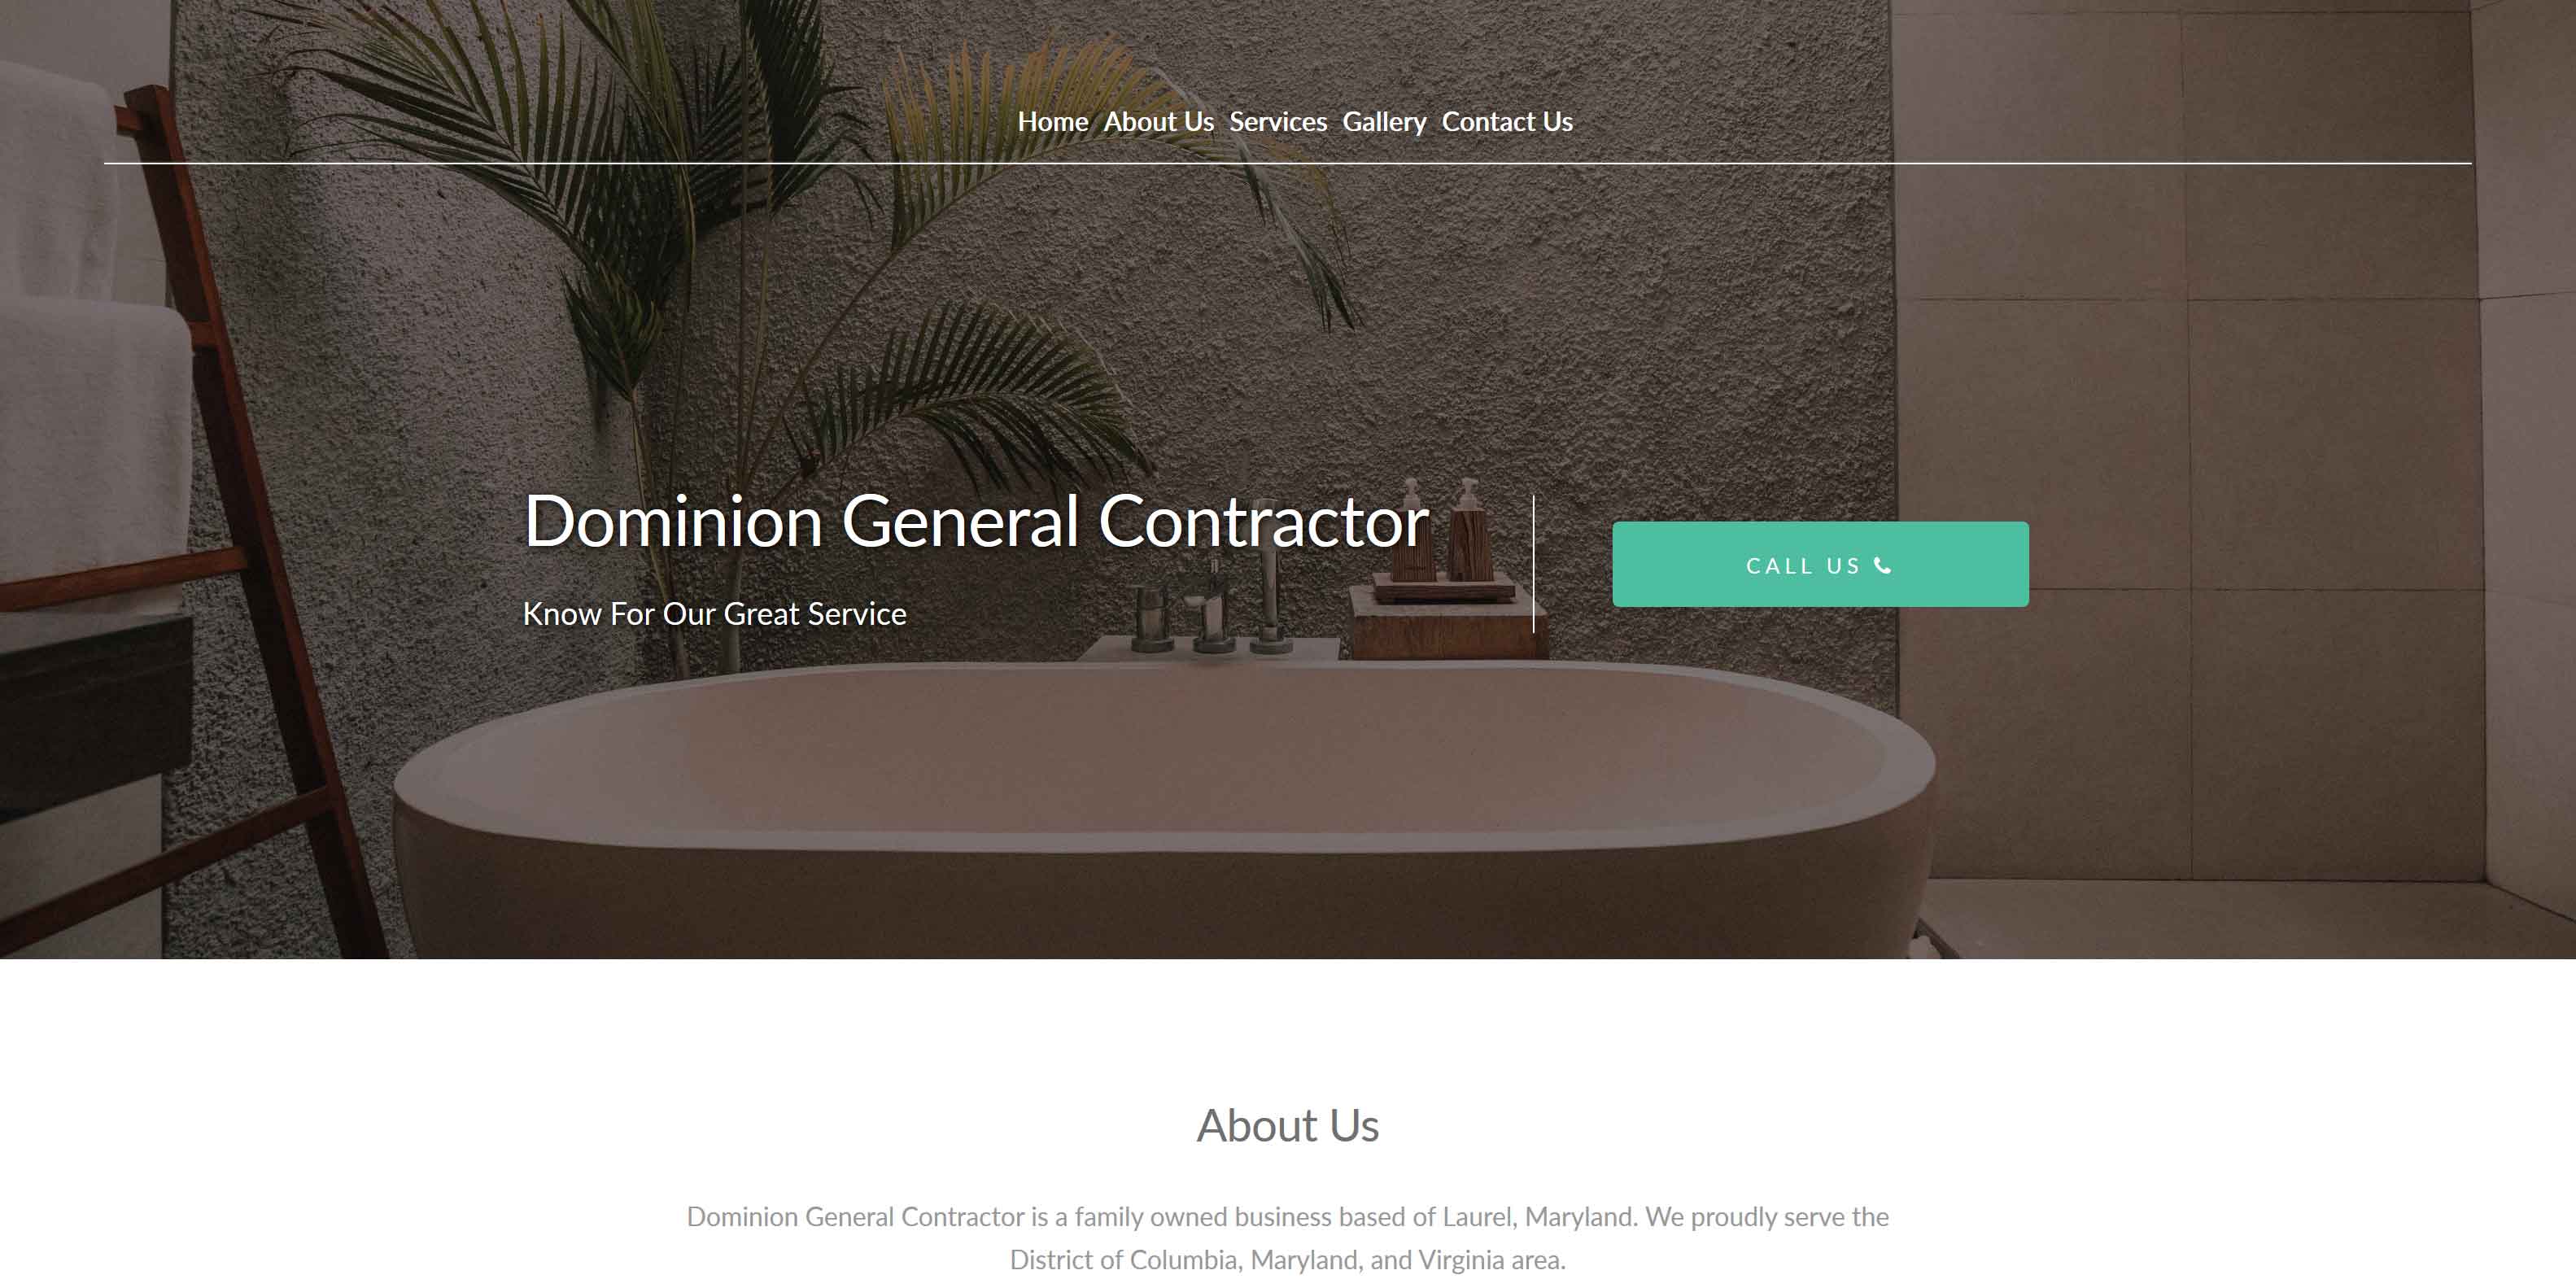 Home About Us Services Gallery Contact Us
Dominion General Contractor
Know For Our Great Service
CALL US
About Us
Dominion General Contractor is a family owned business based of Laurel, Maryland. We proudly serve the
District of Columbia, Maryland, and Virginia area.